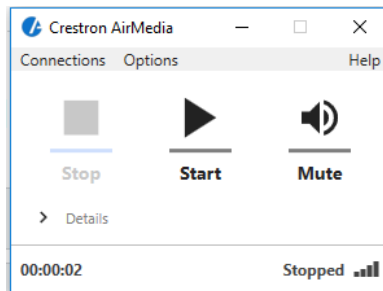 Crestron AirMedia
Connections Options Help
Stop Start Mute
Details
00:00:02 Stopped